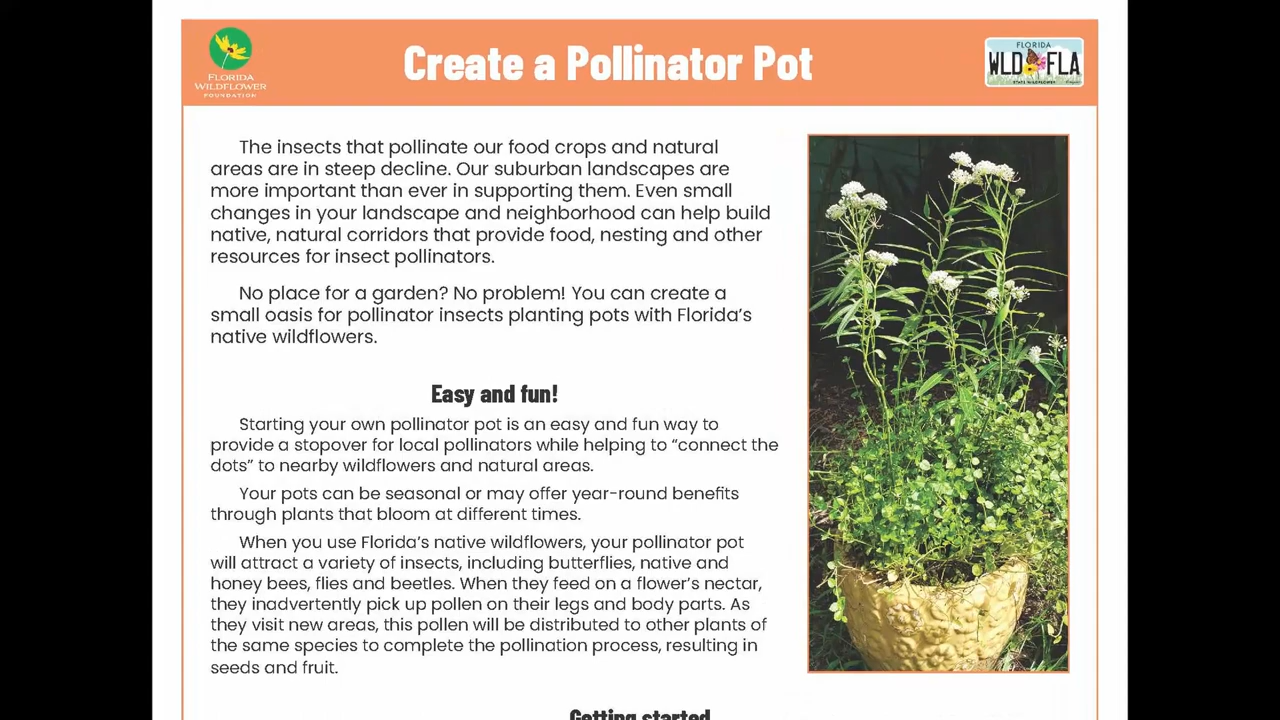 FLORIDA
WILDFLOWER
FOUNDATION
Create a Pollinator Pot
FLORIDA
WLD FLA
STATE WILDFLOWER
The insects that pollinate our food crops and natural
areas are in steep decline. Our suburban landscapes are
more important than ever in supporting them. Even small
changes in your landscape and neighborhood can help build
native, natural corridors that provide food, nesting and other
resources for insect pollinators.
No place for a garden? No problem! You can create a
small oasis for pollinator insects planting pots with Florida’s
native wildflowers.
Easy and fun!
Starting your own pollinator pot is an easy and fun way to
provide a stopover for local pollinators while helping to “connect the
dots” to nearby wildflowers and natural areas.
Your pots can be seasonal or may offer year-round benefits
through plants that bloom at different times.
When you use Florida’s native wildflowers, your pollinator pot
will attract a variety of insects, including butterflies, native and
honey bees, flies and beetles. When they feed on a flower’s nectar,
they inadvertently pick up pollen on their legs and body parts. As
they visit new areas, this pollen will be distributed to other plants of
the same species to complete the pollination process, resulting in
seeds and fruit.
Getting started